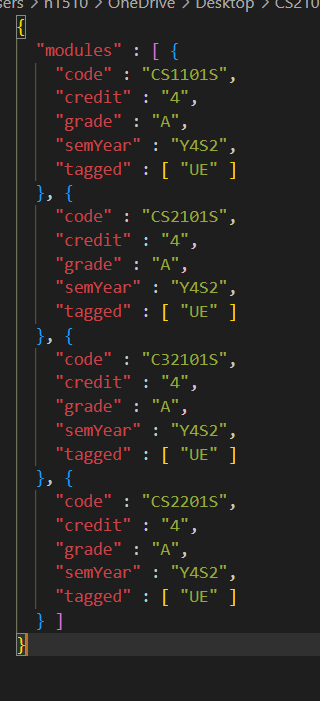 sers > h1510 > OneDrive > Desktop > CS210
{
"modules" : [ {
"code" : "CS1101S",
"credit" : "4",
"grade" : "A",
"semYear" : "Y4S2",
"tagged" : [ "UE" ]
}, {
"code" : "CS2101S",
"credit" : "4",
"grade" : "A",
"semYear" : "Y4S2",
"tagged" : [ "UE" ]
}, {
"code" : "C32101S",
"credit" : "4",
"grade" : "A",
"semYear" : "Y4S2",
"tagged" : [ "UE" ]
}, {
"code" : "CS2201S",
"credit" : "4",
"grade" : "A",
"semYear" : "Y4S2",
"tagged" : [ "UE" ]
} ]
}